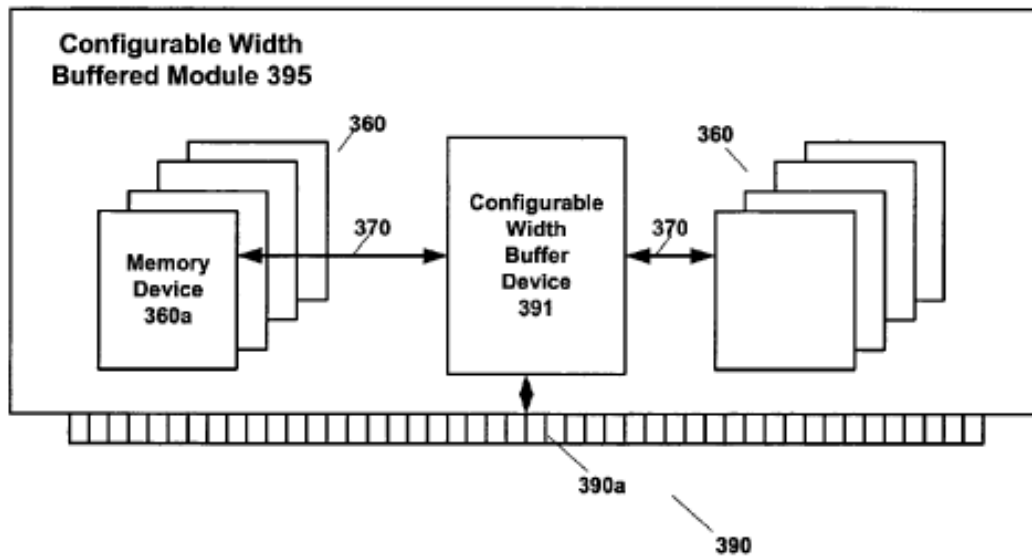 Configurable Width
Buffered Module 395
360
360
370
370
Memory
Device
360a
Configurable
Width
Buffer
Device
391
390a
390